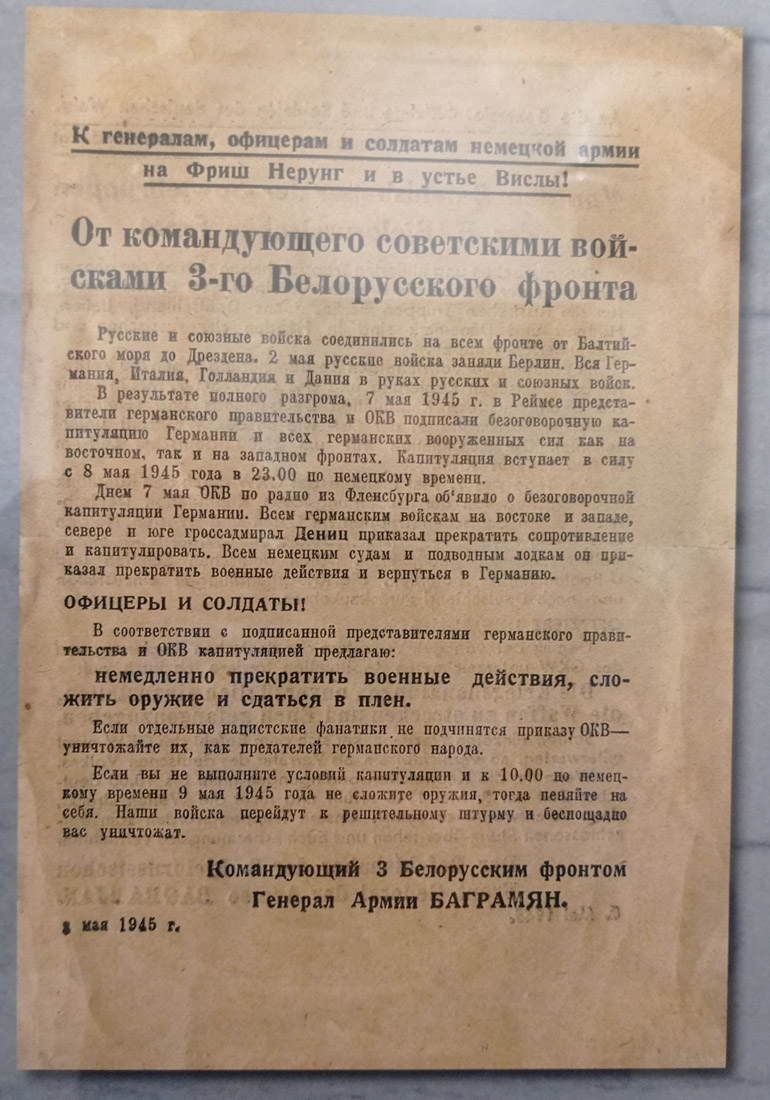 К генералам, офицерам и солдатам немецкой армии
на Фриш Нерунг и в устье Вислы!
От командующего советскими вой-
сками 3-го Белорусского фронта
Русские и союзные войска соединились на всем фронте от Балтий-
ского моря до Дрездена. 2 мая русские войска заняли Берлин. Вся Гер-
мания, Италия, Голландия и Дания в руках русских и союзных войск.
В результате полного разгрома, 7 мая 1945 г. в Реймсе предста-
вители германского правительства и ОКВ подписали безоговорочную ка-
питуляцию Германии и всех германских вооруженных сил как на
восточном, так и на западном фронтах. Капитуляция вступает в силу
с 8 мая 1945 года в 23.00 по немецкому времени.
Днем 7 мая ОКВ по радио из Фленсбурга об‘явило о безоговорочной
капитуляции Германии. Всем германским войскам на востоке и западе,
севере и юге гроссадмирал Дениц приказал прекратить сопротивление
и капитулировать. Всем немецким судам и подводным лодкам он при-
казал прекратить военные действия и вернуться в Германию.
ОФИЦЕРЫ И СОЛДАТЫ!
В соответствии с подписанной представителями германского прави-
тельства и ОКВ капитуляцией предлагаю:
немедленно прекратить военные действия, сло-
жить оружие и сдаться в плен.
Если отдельные нацистские фанатики не подчинятся приказу ОКВ—
уничтожайте их, как предателей германского народа.
Если вы не выполните условий капитуляции и к 10.00 по немец-
кому времени 9 мая 1945 года не сложите оружия, тогда пеняйте на
себя. Наши войска перейдут к решительному штурму и беспощадно
вас уничтожат.
Командующий 3 Белорусским фронтом
Генерал Армии БАГРАМЯН.
мая 1945 г.